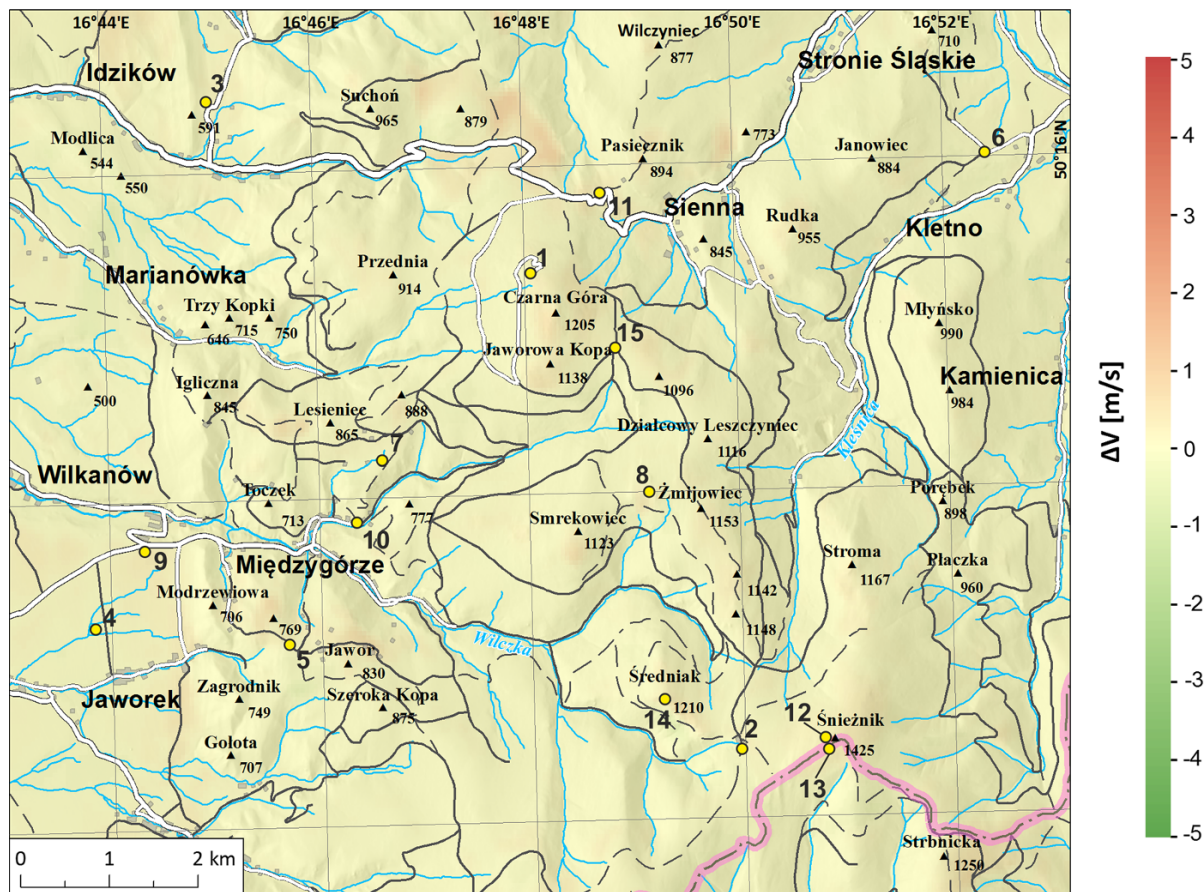 16°44'
16°46'
16°48'
16°50'
16°52'E
50°16'N
Wilczyniec
877
710
Idzików
Stronie Śląskie
3
591
Suchoń
965
879
773
6
Modlica
544
550
Pasiecznik
894
Janowiec
884
11
Sienna
845
Rudka
955
Kletno
Marianówka
Przednia
914
1
Czarna Góra
1205
Młyńsko
990
Trzy Kopki
646
715
750
15
Jaworowa Kopa
1138
1096
Kamienica
984
500
Igliczna
845
888
Lesieniec
865
Działcowy Leszczyniec
1116
Kleśnica
7
Wilkanów
Toczek
713
777
8
Żmijowiec
1153
Porębek
898
10
Smrekowiec
1123
9
Międzygórze
Stroma
1167
Płaczka
960
Modrzewiowa
706
769
1142
1148
4
5
Wilczka
Jawor
830
Jaworek
Zagrodnik
749
Szeroka Kopa
875
Średniak
1210
14
12
Śnieżnik
1425
2
13
Gołota
707
Strbnicka
1250
0 1 2 km
5
4
3
2
1
0
-1
-2
-3
-4
-5
ΔV [m/s]